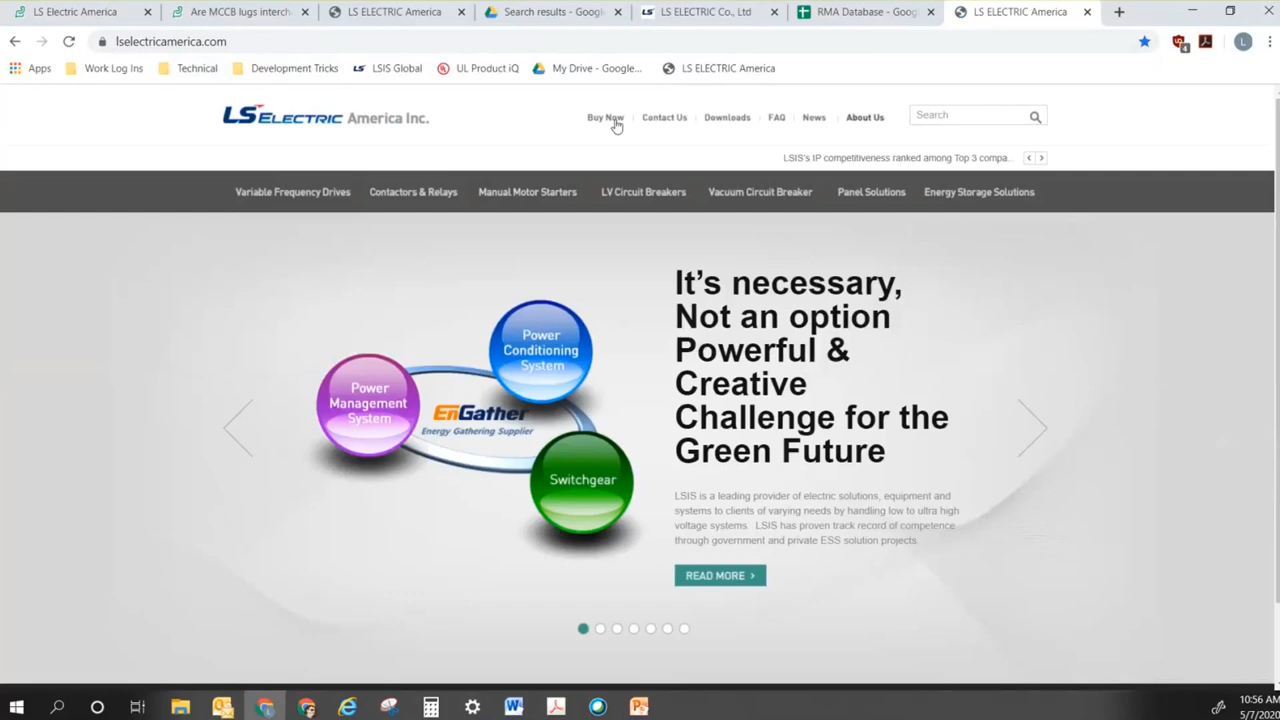 LS Electric America
Are MCCB lugs interch
LS ELECTRIC America
Search results - Googl
LS ELECTRIC Co., Ltd
RMA Database - Goog
LS ELECTRIC America
lselectricamerica.com
4
L
Apps
Work Log Ins
Technical
Development Tricks
LS LSIS Global
UL Product iQ
My Drive - Google...
LS ELECTRIC America
LS ELECTRIC America Inc.
Buy Now
Contact Us
Downloads
FAQ
News
About Us
Search
LSIS's IP competitiveness ranked among Top 3 compa...
Variable Frequency Drives
Contactors & Relays
Manual Motor Starters
LV Circuit Breakers
Vacuum Circuit Breaker
Panel Solutions
Energy Storage Solutions
Power
Conditioning
System
Power
Management
System
EnGather
Energy Gathering Supplier
Switchgear
It's necessary,
Not an option
Powerful &
Creative
Challenge for the
Green Future
LSIS is a leading provider of electric solutions, equipment and
systems to clients of varying needs by handling low to ultra high
voltage systems. LSIS has proven track record of competence
through government and private ESS solution projects.
READ MORE >
10:56 AM
5/7/2020